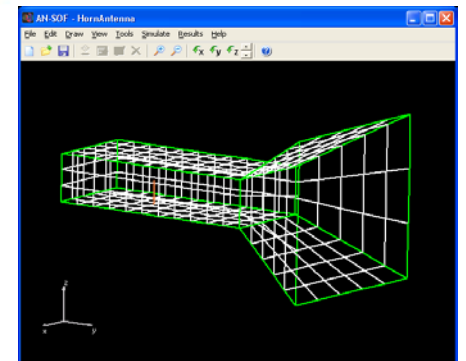 AN-SOF - HornAntenna
File Edit Draw View Tools Simulate Results Help
x y z
z
x y